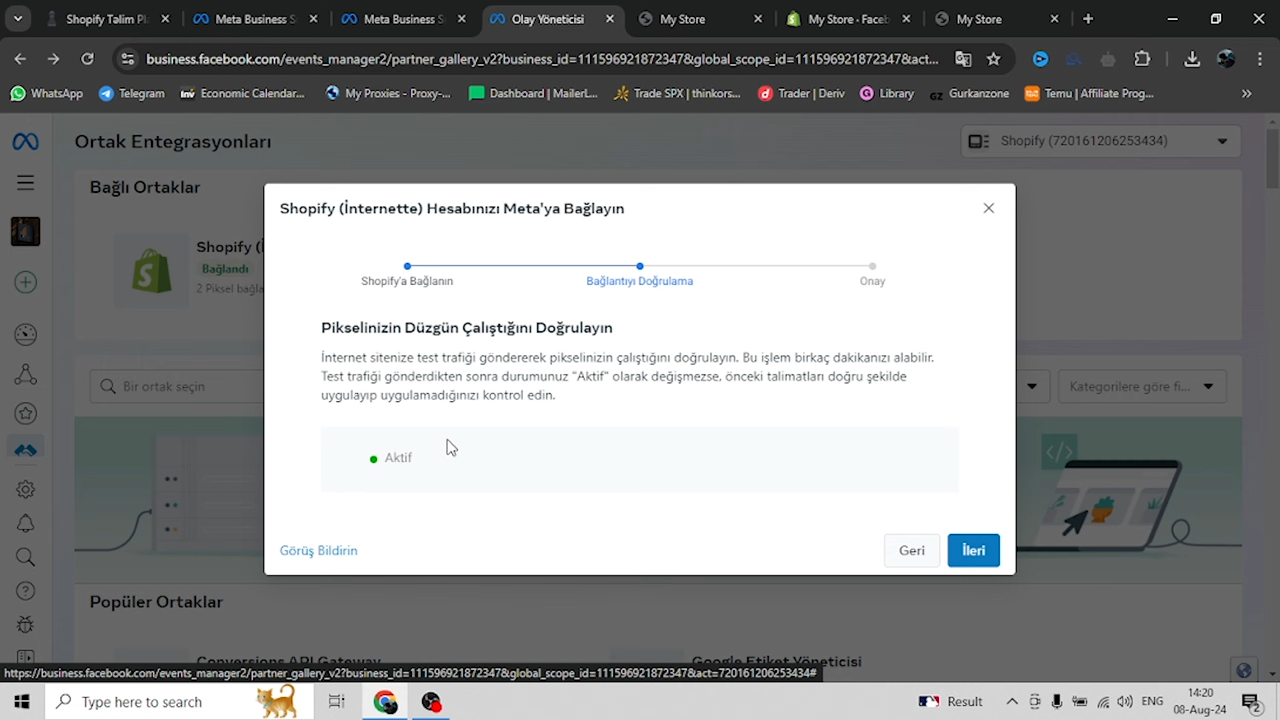 Shopify Təlim Pl
Meta Business S
Meta Business S
Olay Yöneticisi
My Store
My Store - Faceb
My Store
business.facebook.com/events_manager2/partner_gallery_v2?business_id=111596921872347&global_scope_id=111596921872347&act...
WhatsApp
Telegram
Economic Calendar...
My Proxies - Proxy-...
Dashboard | MailerL...
Trade SPX | thinkors...
Trader | Deriv
Library
Gurkanzone
Temu | Affiliate Prog...
Ortak Entegrasyonları
Shopify (720161206253434)
Bağlı Ortaklar
Shopify (İ
Bağlandı
2 Piksel bağla
Shopify (İnternette) Hesabınızı Meta'ya Bağlayın
Shopify'a Bağlanın
Bağlantıyı Doğrulama
Onay
Pikselinizin Düzgün Çalıştığını Doğrulayın
İnternet sitenize test trafiği göndererek pikselinizin çalıştığını doğrulayın. Bu işlem birkaç dakikanızı alabilir.
Test trafiği gönderdikten sonra durumunuz "Aktif" olarak değişmezse, önceki talimatları doğru şekilde
uygulayıp uygulamadığınızı kontrol edin.
Bir ortak seçin
Kategorilere göre fi...
Aktif
Görüş Bildirin
Geri
İleri
Popüler Ortaklar
Conversions API Gateway
Google Etiket Yöneticisi
https://business.facebook.com/events_manager2/partner_gallery_v2?business_id=111596921872347&global_scope_id=111596921872347&act=720161206253434#
Type here to search
Result
ENG
14:20
08-Aug-24
2